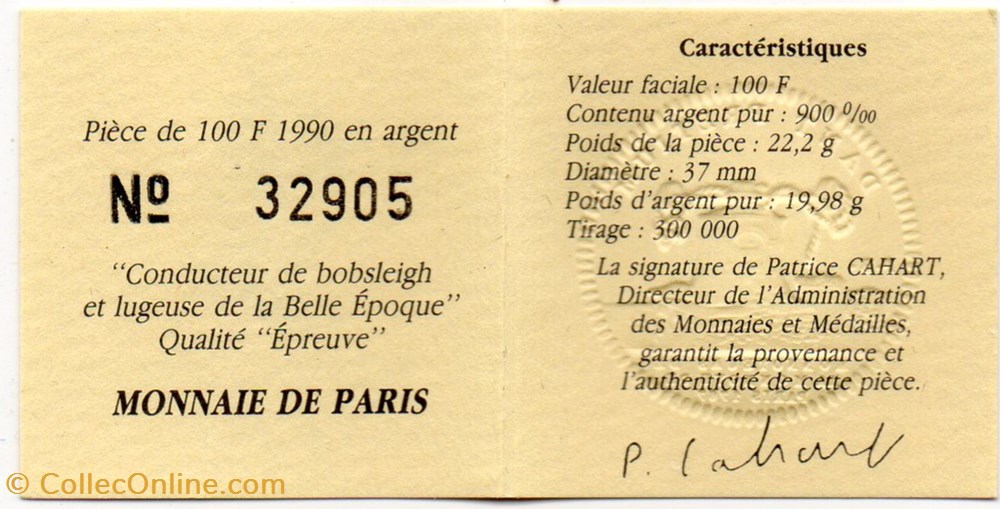 Pièce de 100 F 1990 en argent
Nº 32905
"Conducteur de bobsleigh
et lugeuse de la Belle Époque"
Qualité "Épreuve"
MONNAIE DE PARIS
Caractéristiques
Valeur faciale : 100 F
Contenu argent pur : 900 ‰
Poids de la pièce : 22,2 g
Diamètre : 37 mm
Poids d'argent pur : 19,98 g
Tirage : 300 000
La signature de Patrice CAHART,
Directeur de l'Administration
des Monnaies et Médailles,
garantit la provenance et
l'authenticité de cette pièce.
P. Cahart
© CollecOnline.com